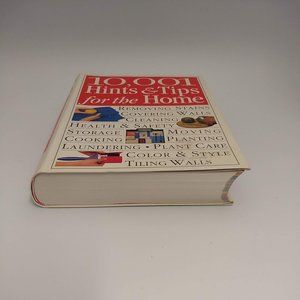 10,001
Hints & Tips
for the Home
REMOVING STAINS
COVERING WALLS
CLEANING
HEALTH & SAFETY
STORAGE MOVING
COOKING PLANTING
LAUNDERING • PLANT CARE
COLOR & STYLE
TILING WALLS